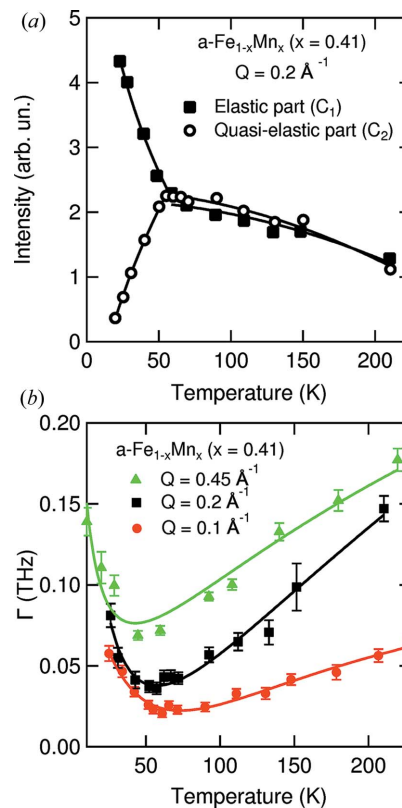 (a)
a-Fe1-xMnx (x = 0.41)
Q = 0.2 Å-1
Elastic part (C1)
Quasi-elastic part (C2)
Intensity (arb. un.)
5
4
3
2
1
0
0 50 100 150 200
Temperature (K)
(b)
a-Fe1-xMnx (x = 0.41)
Q = 0.45 Å-1
Q = 0.2 Å-1
Q = 0.1 Å-1
Γ (THz)
0.20
0.15
0.10
0.05
0.00
50 100 150 200
Temperature (K)